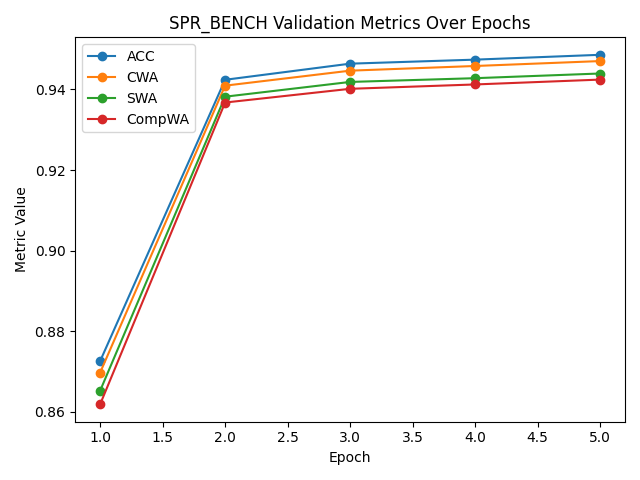 SPR_BENCH Validation Metrics Over Epochs
ACC
CWA
SWA
CompWA
Metric Value
0.94
0.92
0.90
0.88
0.86
1.0 1.5 2.0 2.5 3.0 3.5 4.0 4.5 5.0
Epoch